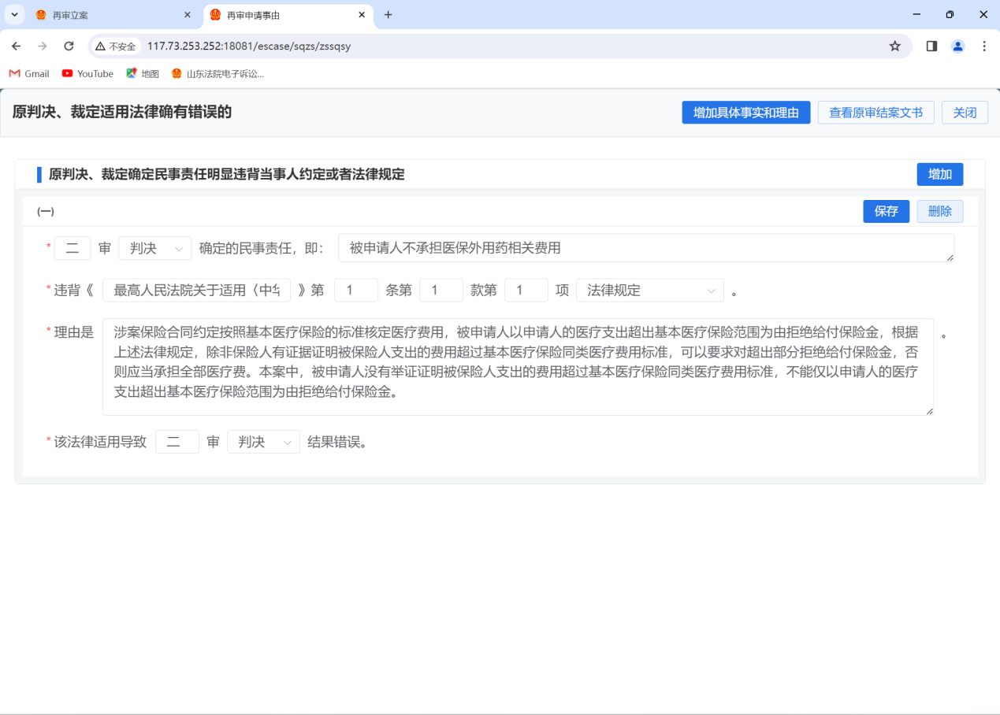 再审立案
再审申请事由
不安全 117.73.253.252:18081/escase/sqzs/zssqsy
Gmail YouTube 地图 山东法院电子诉讼...
原判决、裁定适用法律确有错误的 增加具体事实和理由 查看原审结案文书 关闭
原判决、裁定确定民事责任明显违背当事人约定或者法律规定 增加
(一) 保存 删除
* 二 审 判决 确定的民事责任，即： 被申请人不承担医保外用药相关费用
* 违背《 最高人民法院关于适用〈中华 》第 1 条第 1 款第 1 项 法律规定 。
* 理由是 涉案保险合同约定按照基本医疗保险的标准核定医疗费用，被申请人以申请人的医疗支出超出基本医疗保险范围为由拒绝给付保险金，根据 。
上述法律规定，除非保险人有证据证明被保险人支出的费用超过基本医疗保险同类医疗费用标准，可以要求对超出部分拒绝给付保险金，否
则应当承担全部医疗费。本案中，被申请人没有举证证明被保险人支出的费用超过基本医疗保险同类医疗费用标准，不能仅以申请人的医疗
支出超出基本医疗保险范围为由拒绝给付保险金。
* 该法律适用导致 二 审 判决 结果错误。